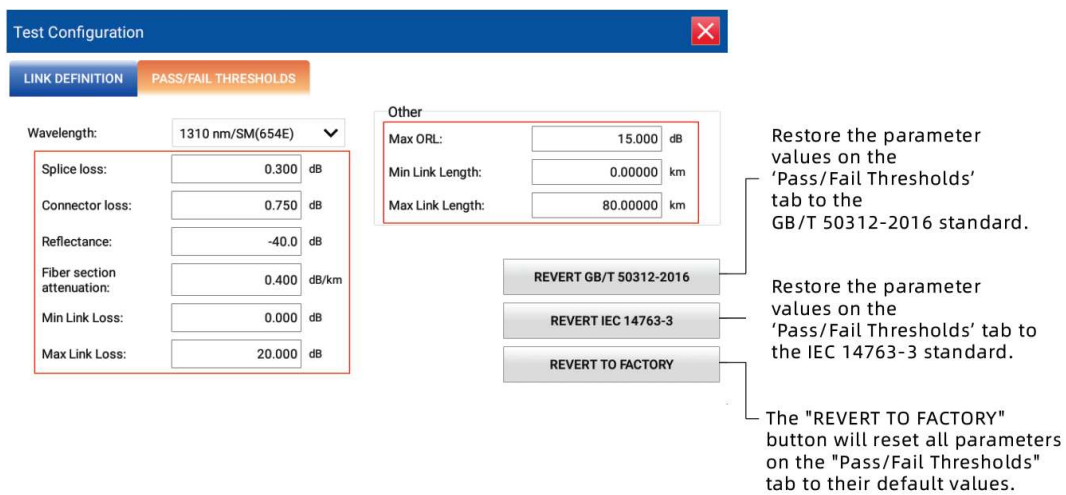 Test Configuration
LINK DEFINITION
PASS/FAIL THRESHOLDS
Wavelength: 1310 nm/SM(654E)
Splice loss: 0.300 dB
Connector loss: 0.750 dB
Reflectance: -40.0 dB
Fiber section
attenuation: 0.400 dB/km
Min Link Loss: 0.000 dB
Max Link Loss: 20.000 dB
Other
Max ORL: 15.000 dB
Min Link Length: 0.00000 km
Max Link Length: 80.00000 km
REVERT GB/T 50312-2016
REVERT IEC 14763-3
REVERT TO FACTORY
Restore the parameter
values on the
‘Pass/Fail Thresholds’
tab to the
GB/T 50312-2016 standard.
Restore the parameter
values on the
‘Pass/Fail Thresholds’ tab to
the IEC 14763-3 standard.
The "REVERT TO FACTORY"
button will reset all parameters
on the "Pass/Fail Thresholds"
tab to their default values.